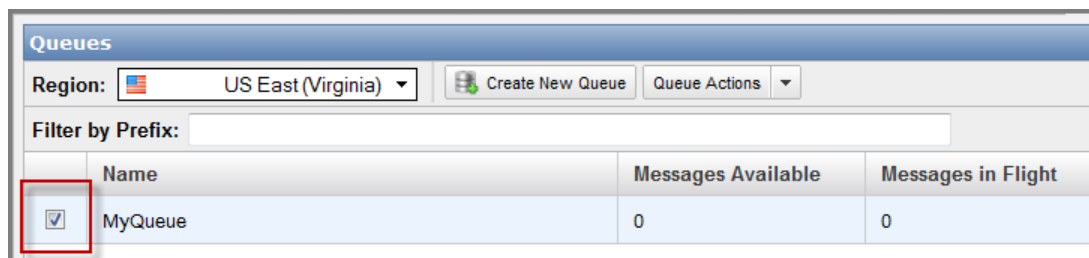 Queues
Region: US East (Virginia) Create New Queue Queue Actions
Filter by Prefix:
Name Messages Available Messages in Flight
MyQueue 0 0